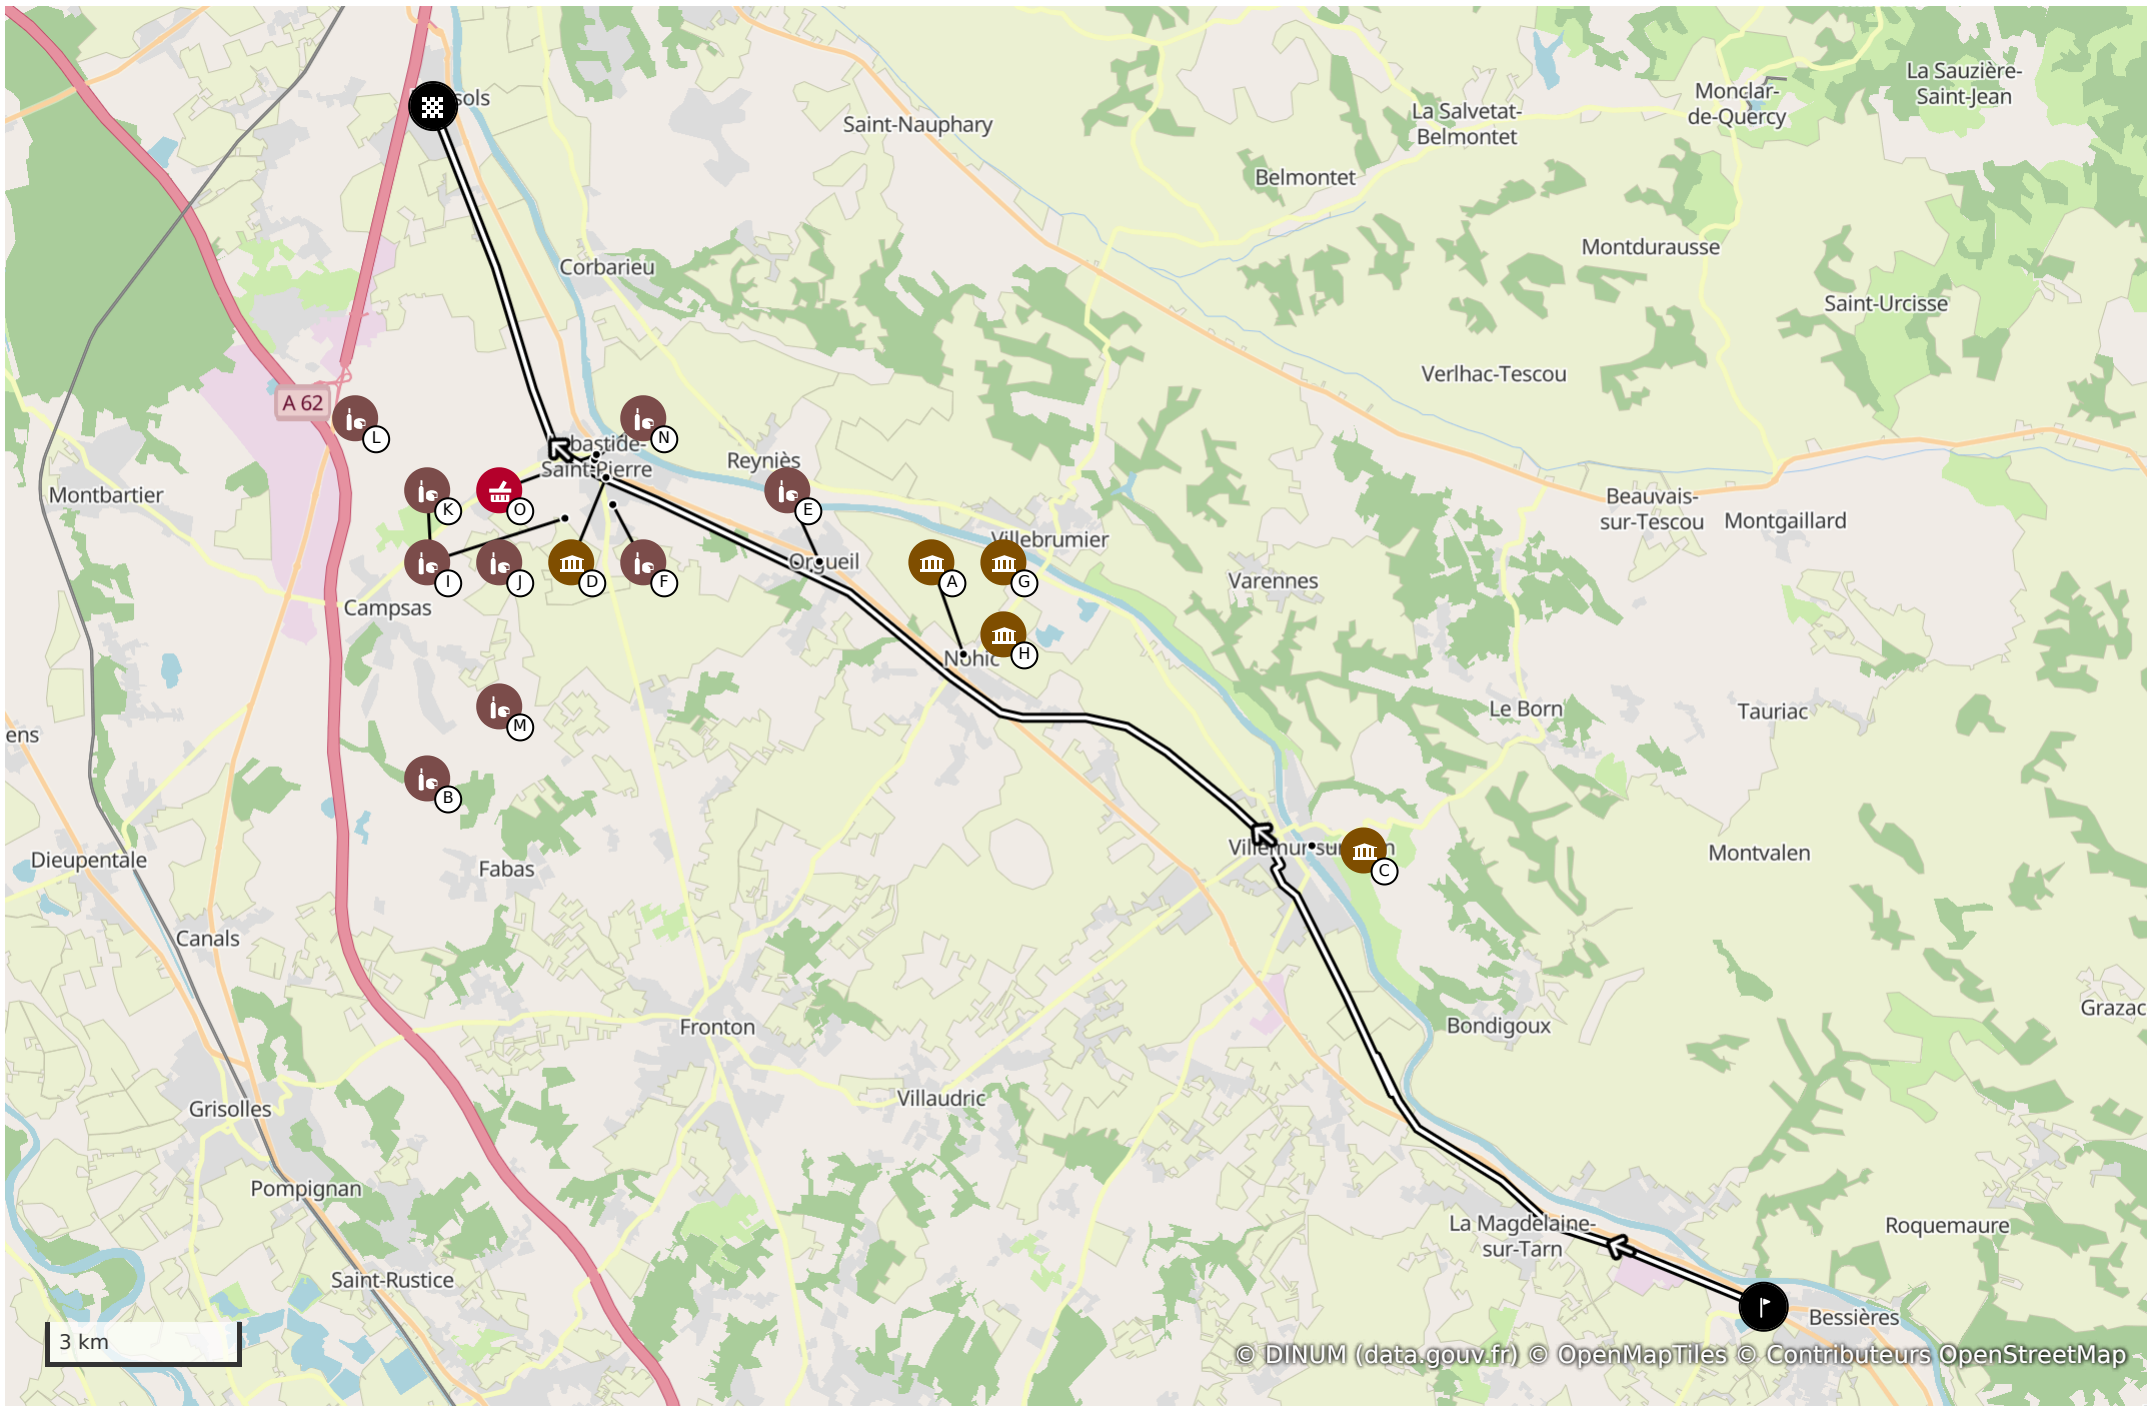 La Sauzière-
Saint-Jean
Monclar-
de-Quercy
La Salvetat-
Belmontet
Saint-Nauphary
Belmontet
Montdurausse
Corbarieu
Saint-Urcisse
Verlhac-Tescou
A 62
L
N
Saint-Pierre
Reyniès
Montbartier
K
O
E
Beauvais-
sur-Tescou
Montgaillard
Villebrumier
Orgueil
I
J
D
F
A
G
Varennes
Campsas
Nohic
H
M
Le Born
Tauriac
B
Dieupentale
Fabas
C
Montvalen
Canals
Grazac
Fronton
Bondigoux
Villaudric
Grisolles
Pompignan
La Magdelaine-
sur-Tarn
Roquemaure
Saint-Rustice
Bessières
3 km
© DINUM (data.gouv.fr) © OpenMapTiles © Contributeurs OpenStreetMap